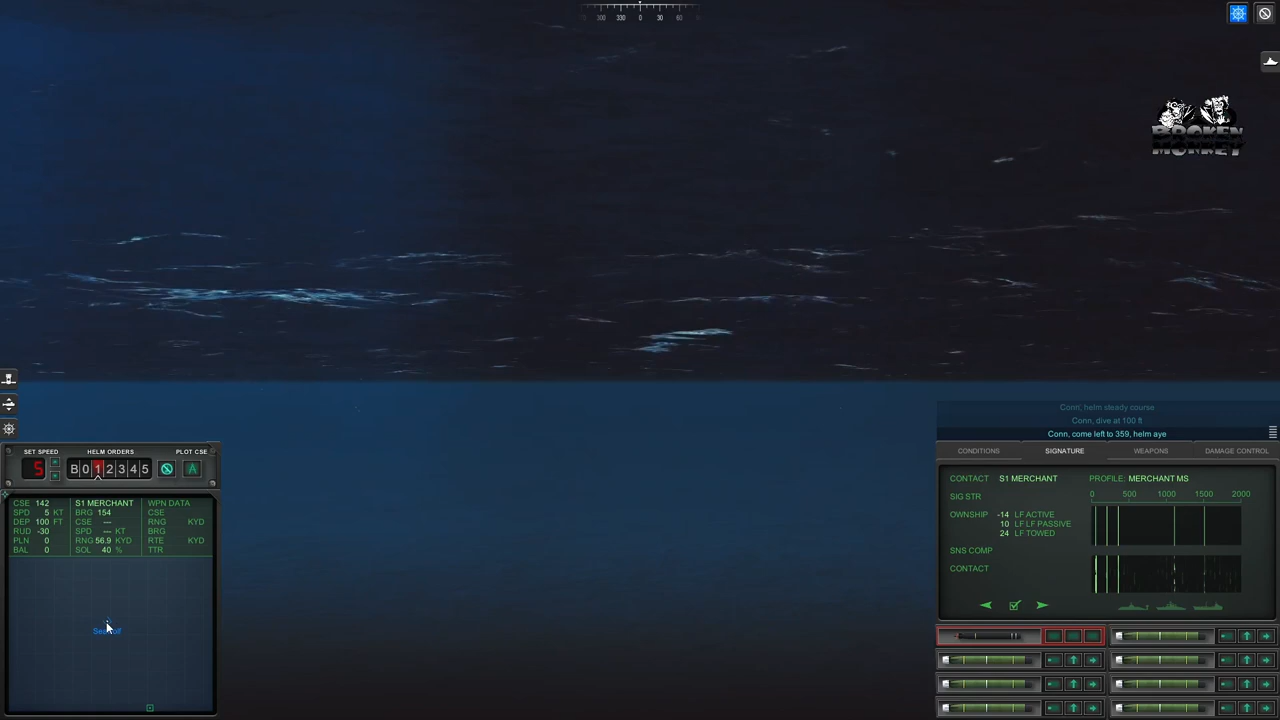 300 330 0 30 60
BROKEN
MONKEY
Conn, helm steady course
Conn, dive at 100 ft
Conn, come left to 359, helm aye
SET SPEED HELM ORDERS PLOT CSE
5 B 0 1 2 3 4 5 A
CSE 142 S1 MERCHANT WPN DATA
SPD 5 KT BRG 154 CSE
DEP 100 FT CSE --- RNG KYD
RUD -30 SPD --- KT BRG
PLN 0 RNG 56.9 KYD RTE KYD
BAL 0 SOL 40 % TTR
CONDITIONS SIGNATURE WEAPONS DAMAGE CONTROL
CONTACT S1 MERCHANT PROFILE: MERCHANT MS
SIG STR 0 500 1000 1500 2000
OWNSHIP -14 LF ACTIVE
10 LF LF PASSIVE
24 LF TOWED
SNS COMP
CONTACT